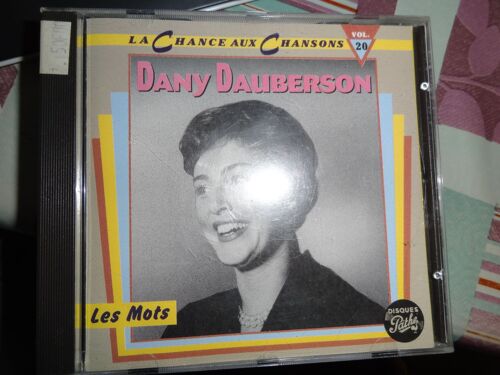 LA CHANCE AUX CHANSONS
VOL.
20
DANY DAUBERSON
Les Mots
DISQUES
Pathé